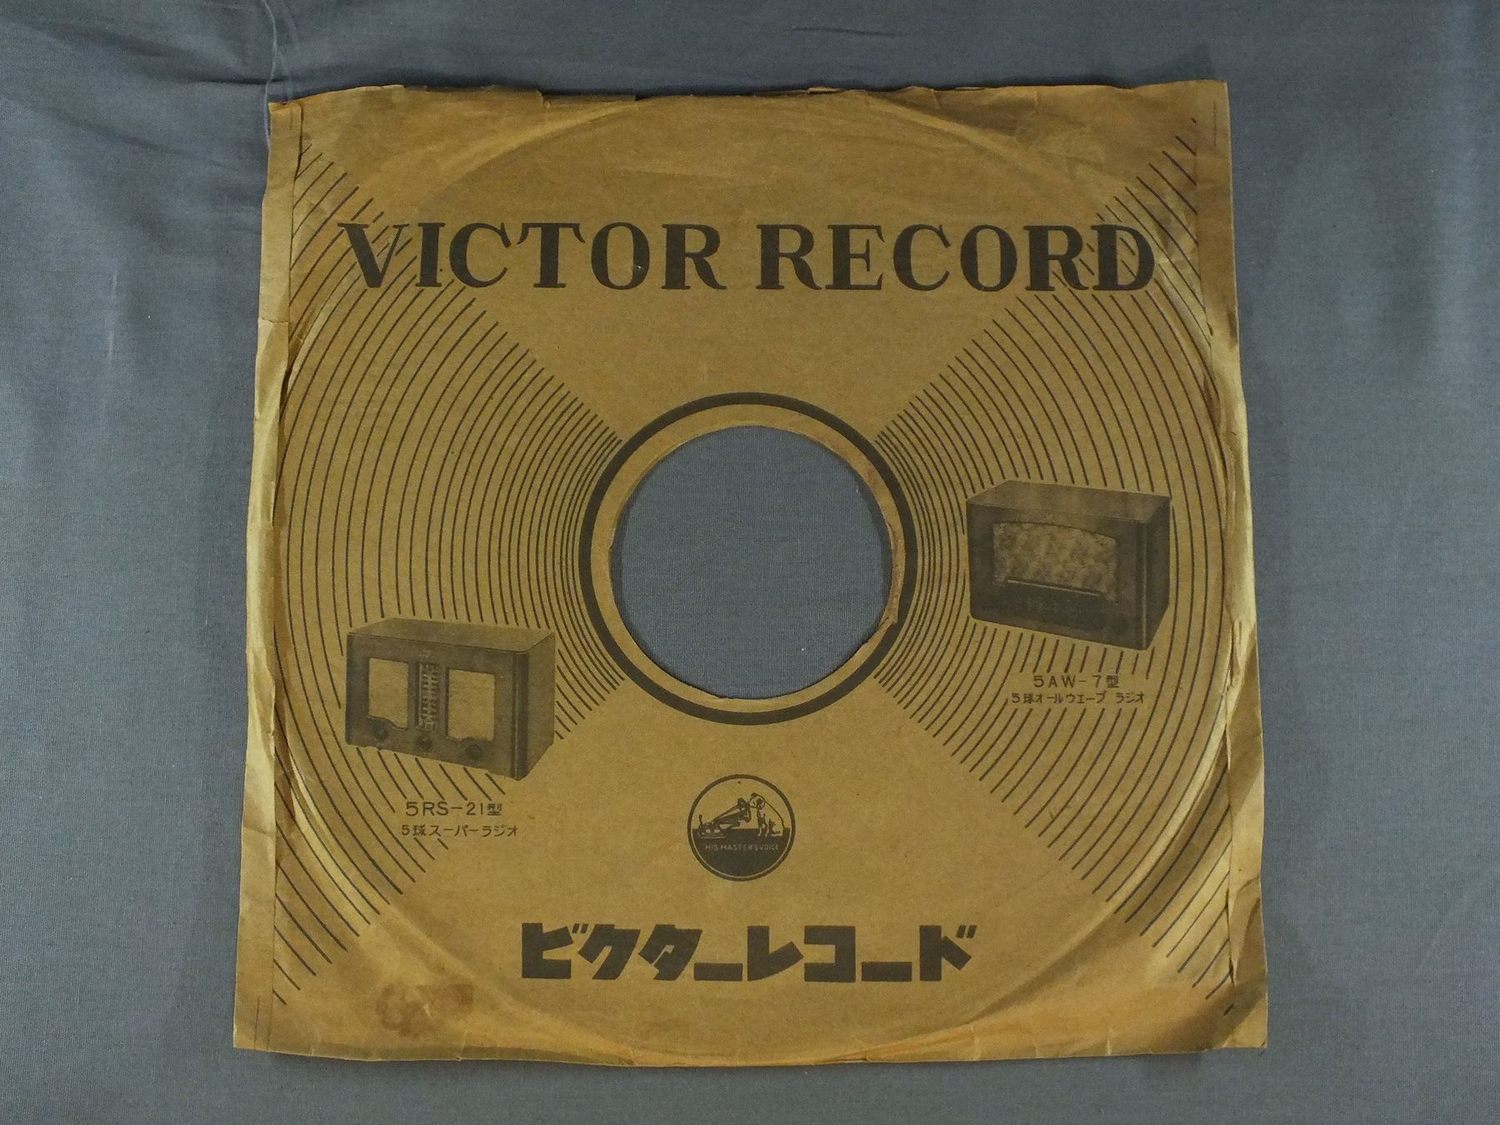 VICTOR RECORD
5AW-7型
5球オールウエーブ ラジオ
5RS-21型
5球スーパーラジオ
HIS MASTER'S VOICE
ビクターレコード